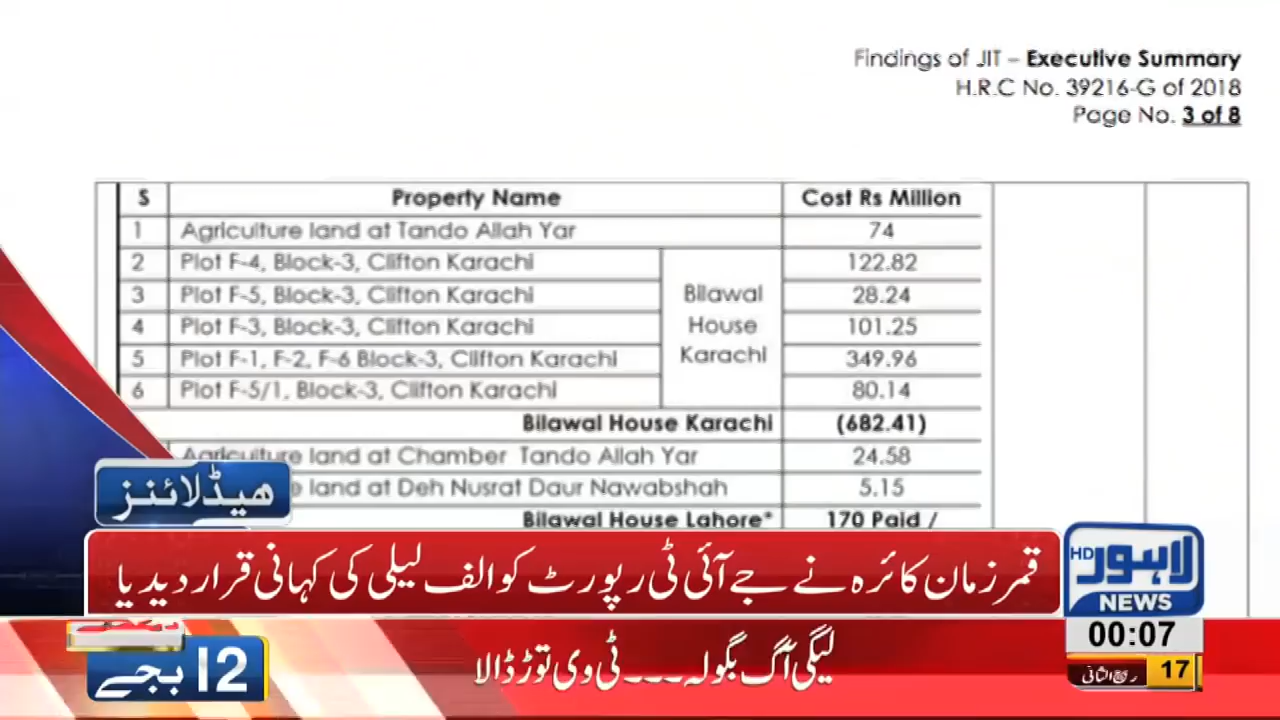 Findings of JIT – Executive Summary
H.R.C No. 39216-G of 2018
Page No. 3 of 8
S Property Name Cost Rs Million
1 Agriculture land at Tando Allah Yar 74
2 Plot F-4, Block-3, Clifton Karachi 122.82
3 Plot F-5, Block-3, Clifton Karachi 28.24
4 Plot F-3, Block-3, Clifton Karachi 101.25
5 Plot F-1, F-2, F-6 Block-3, Clifton Karachi 349.96
6 Plot F-5/1, Block-3, Clifton Karachi 80.14
Bilawal
House
Karachi
Bilawal House Karachi (682.41)
Agriculture land at Chamber Tando Allah Yar 24.58
e land at Deh Nusrat Daur Nawabshah 5.15
Bilawal House Lahore* 170 Paid /
ہیڈلائنز
قمر زمان کائرہ نے جے آئی ٹی رپورٹ کو الف لیلی کی کہانی قرار دیدیا
لاہور HD
NEWS
00:07
17 ربیع الثانی
12 بجے
لیگی آگ بگولہ ۔۔۔ ٹی وی توڑ ڈالا